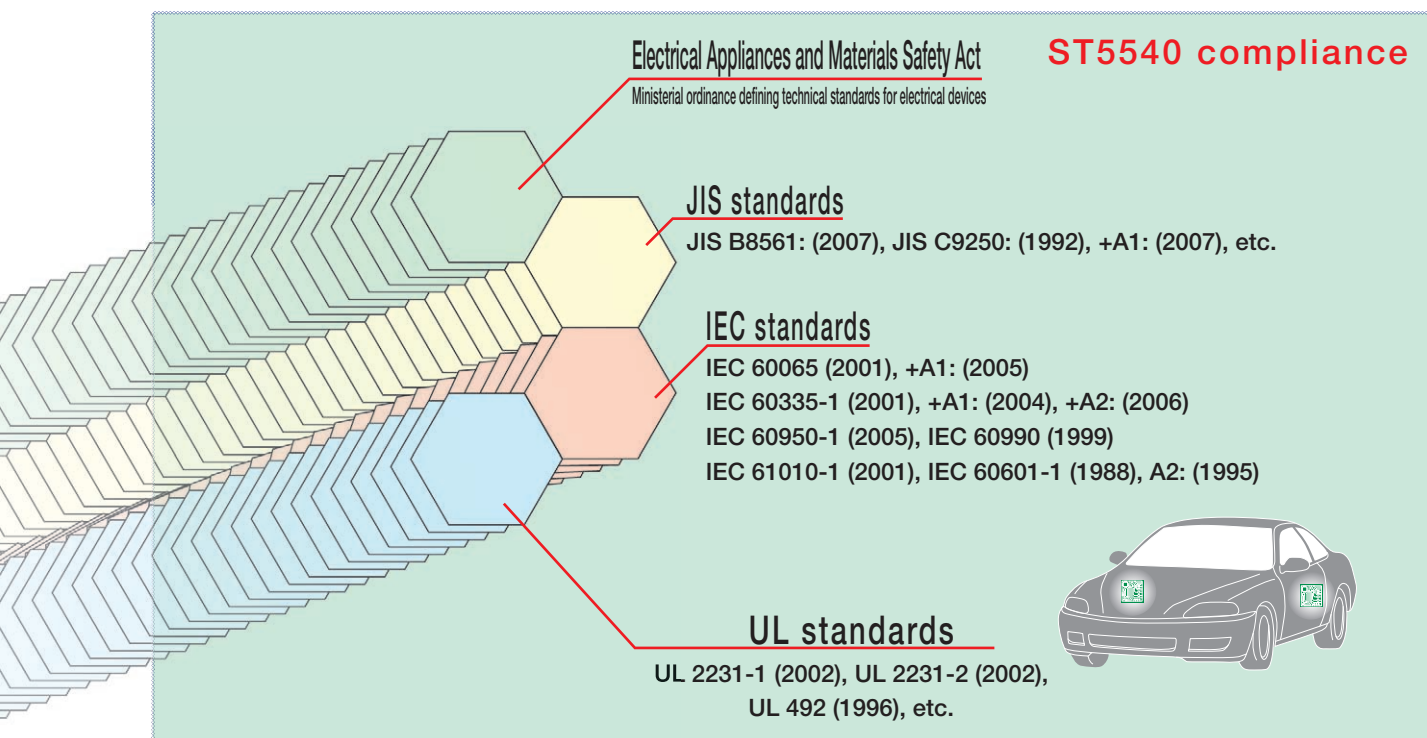 Electrical Appliances and Materials Safety Act
ST5540 compliance
Ministerial ordinance defining technical standards for electrical devices
JIS standards
JIS B8561: (2007), JIS C9250: (1992), +A1: (2007), etc.
IEC standards
IEC 60065 (2001), +A1: (2005)
IEC 60335-1 (2001), +A1: (2004), +A2: (2006)
IEC 60950-1 (2005), IEC 60990 (1999)
IEC 61010-1 (2001), IEC 60601-1 (1988), A2: (1995)
UL standards
UL 2231-1 (2002), UL 2231-2 (2002),
UL 492 (1996), etc.